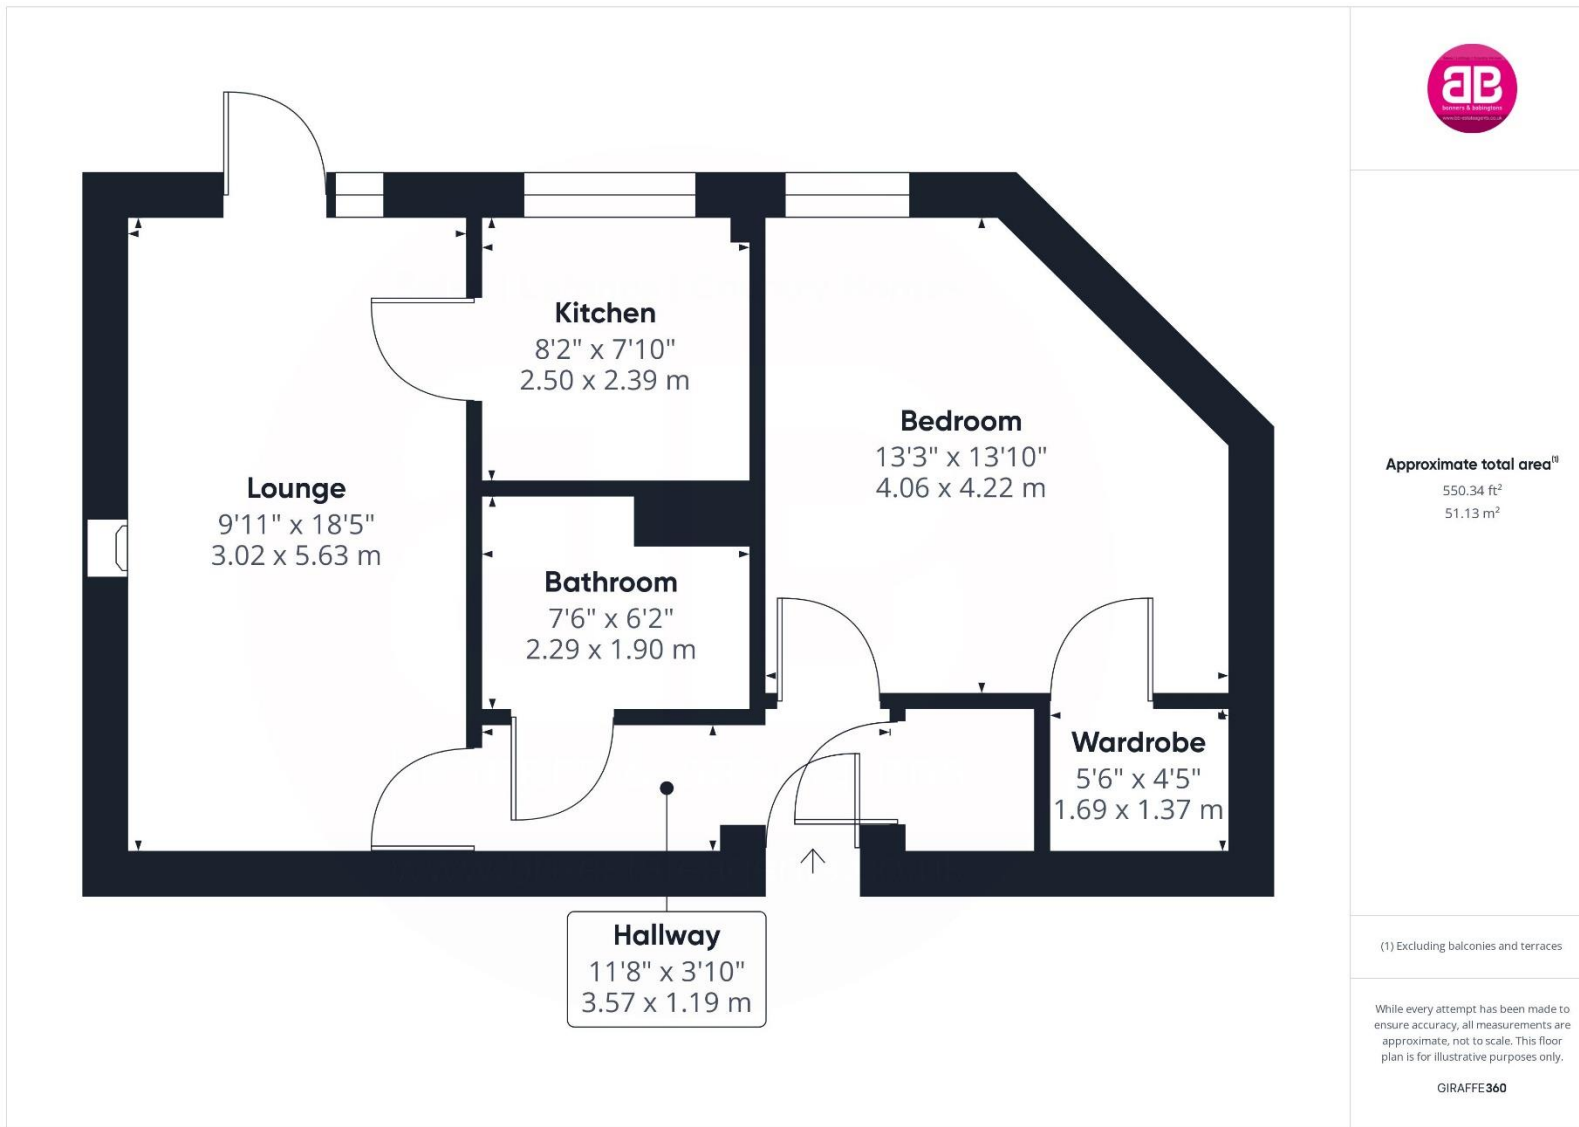 Kitchen
8'2" x 7'10"
2.50 x 2.39 m
Bedroom
13'3" x 13'10"
4.06 x 4.22 m
Lounge
9'11" x 18'5"
3.02 x 5.63 m
Bathroom
7'6" x 6'2"
2.29 x 1.90 m
Wardrobe
5'6" x 4'5"
1.69 x 1.37 m
Hallway
11'8" x 3'10"
3.57 x 1.19 m
BB
bonners & babingtons
Approximate total area(1)
550.34 ft²
51.13 m²
(1) Excluding balconies and terraces
While every attempt has been made to
ensure accuracy, all measurements are
approximate, not to scale. This floor
plan is for illustrative purposes only.
GIRAFFE360